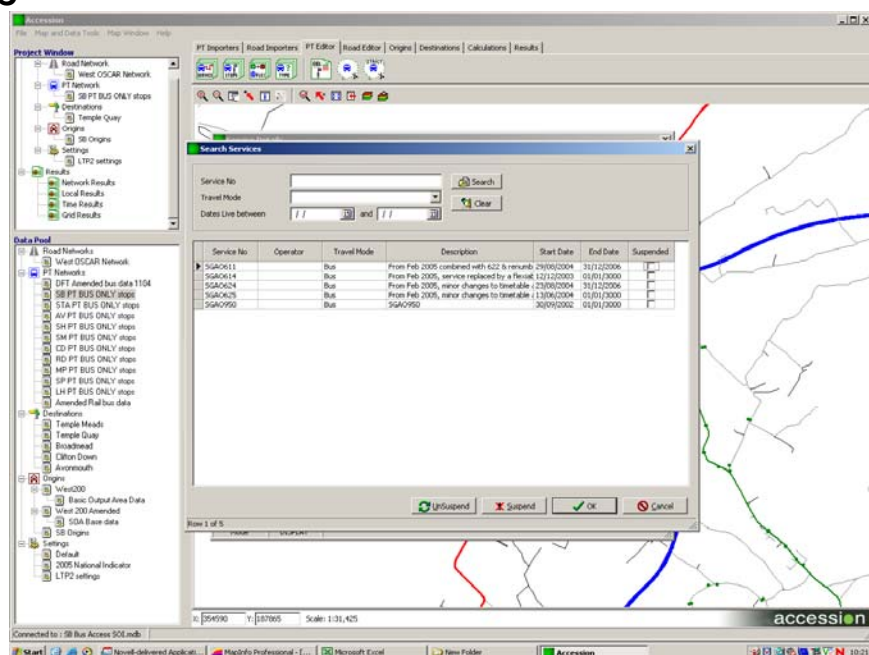 Accession
File Map and Data Tools Map Window Help
Project Window
Road Network
West OSCAR Network
PT Network
SB PT BUS ONLY stops
Destinations
Temple Quay
Origins
SB Origins
Settings
LTP2 settings
Results
Network Results
Local Results
Time Results
Grid Results
Data Pool
Road Networks
West OSCAR Network
PT Networks
DFT Amended bus data 1104
SB PT BUS ONLY stops
STA PT BUS ONLY stops
AV PT BUS ONLY stops
SH PT BUS ONLY stops
SM PT BUS ONLY stops
CD PT BUS ONLY stops
RD PT BUS ONLY stops
MP PT BUS ONLY stops
SP PT BUS ONLY stops
LH PT BUS ONLY stops
Amended Rail bus data
Destinations
Temple Meads
Temple Quay
Broadmead
Clifton Down
Avonmouth
Origins
West200
Basic Output Area Data
West 200 Amended
SOA Base data
SB Origins
Settings
Default
2005 National Indicator
LTP2 settings
PT Importers Road Importers PT Editor Road Editor Origins Destinations Calculations Results
Search Services
Service No Search
Travel Mode Clear
Dates Live between / / and / /
Service No Operator Travel Mode Description Start Date End Date Suspended
SGAO611 Bus From Feb 2005 combined with 622 & renumb 29/08/2004 31/12/2006
SGAO614 Bus From Feb 2005, service replaced by a flexib 12/12/2003 01/01/3000
SGAO624 Bus From Feb 2005, minor changes to timetable 23/08/2004 31/12/2006
SGAO625 Bus From Feb 2005, minor changes to timetable 13/06/2004 01/01/3000
SGAO950 Bus SGAO950 30/09/2002 01/01/3000
UnSuspend Suspend OK Cancel
Row 1 of 5
X: 354590 Y: 187865 Scale: 1:31,425
accession
Connected to : SB Bus Access SOI.mdb
Start Novell-delivered Applicati... MapInfo Professional - [... Microsoft Excel New Folder Accession 10:21